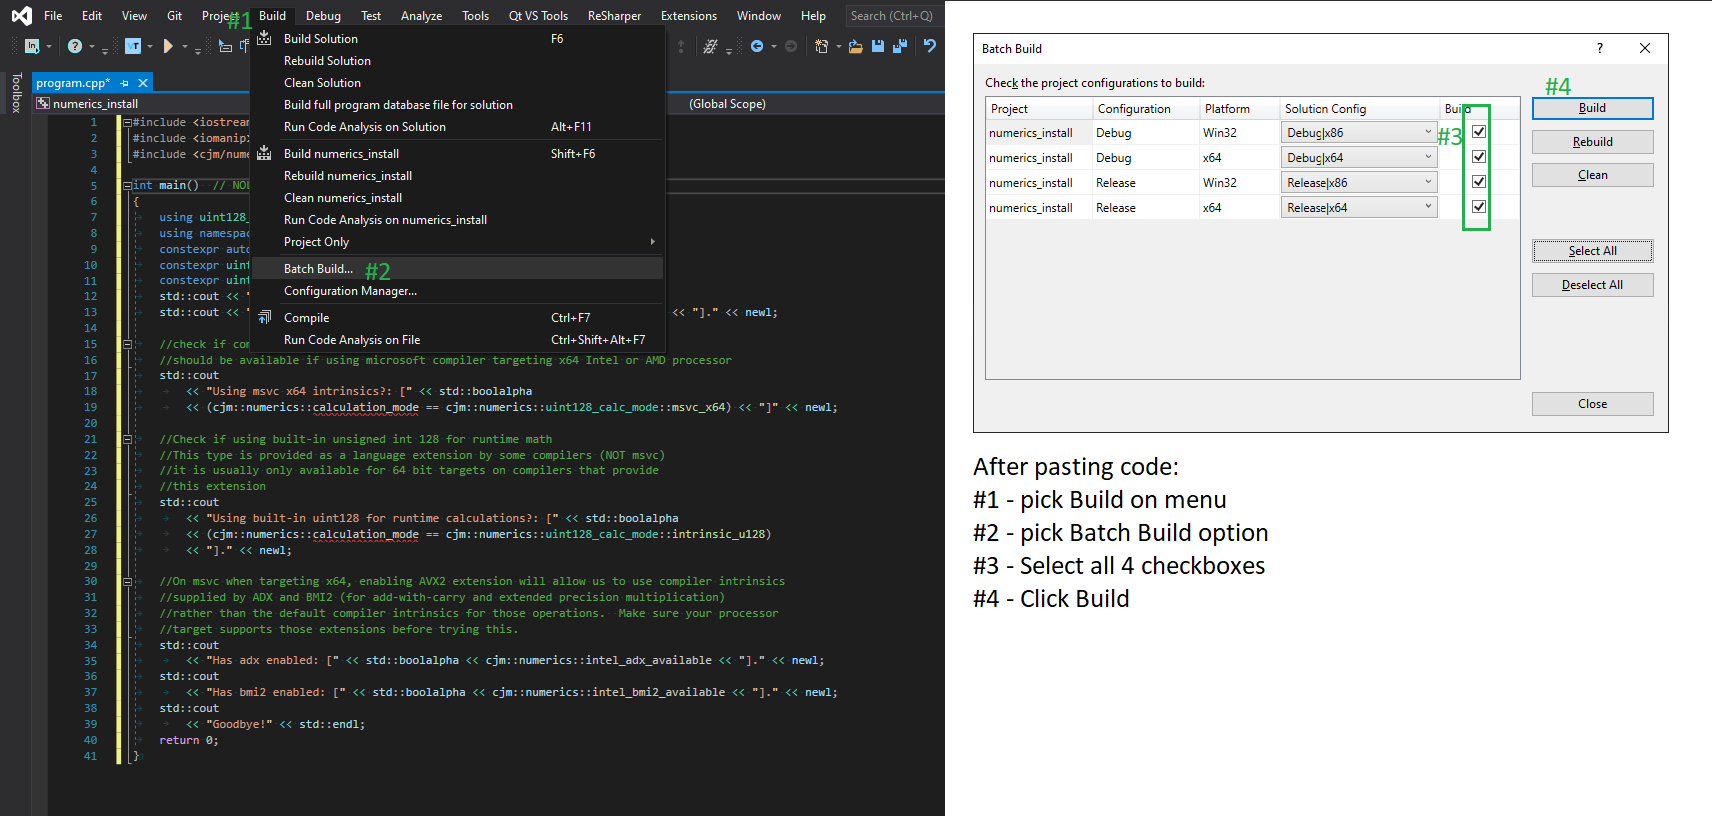 File Edit View Git Project Build Debug Test Analyze Tools Qt VS Tools ReSharper Extensions Window Help Search (Ctrl+Q)
#1
Toolbox
program.cpp*
numerics_install
(Global Scope)
Build Solution F6
Rebuild Solution
Clean Solution
Build full program database file for solution
Run Code Analysis on Solution Alt+F11
Build numerics_install Shift+F6
Rebuild numerics_install
Clean numerics_install
Run Code Analysis on numerics_install
Project Only
Batch Build... #2
Configuration Manager...
Compile Ctrl+F7
Run Code Analysis on File Ctrl+Shift+Alt+F7
1 #include <iostream
2 #include <iomanip>
3 #include <cjm/nume
4
5 int main() // NOL
6 {
7 using uint128_
8 using namespac
9 constexpr auto
10 constexpr uint
11 constexpr uint
12 std::cout << "
13 std::cout << " << "]." << newl;
14
15 //check if com
16 //should be available if using microsoft compiler targeting x64 Intel or AMD processor
17 std::cout
18 << "Using msvc x64 intrinsics?: [" << std::boolalpha
19 << (cjm::numerics::calculation_mode == cjm::numerics::uint128_calc_mode::msvc_x64) << "]" << newl;
20
21 //Check if using built-in unsigned int 128 for runtime math
22 //This type is provided as a language extension by some compilers (NOT msvc)
23 //it is usually only available for 64 bit targets on compilers that provide
24 //this extension
25 std::cout
26 << "Using built-in uint128 for runtime calculations?: [" << std::boolalpha
27 << (cjm::numerics::calculation_mode == cjm::numerics::uint128_calc_mode::intrinsic_u128)
28 << "]." << newl;
29
30 //On msvc when targeting x64, enabling AVX2 extension will allow us to use compiler intrinsics
31 //supplied by ADX and BMI2 (for add-with-carry and extended precision multiplication)
32 //rather than the default compiler intrinsics for those operations. Make sure your processor
33 //target supports those extensions before trying this.
34 std::cout
35 << "Has adx enabled: [" << std::boolalpha << cjm::numerics::intel_adx_available << "]." << newl;
36 std::cout
37 << "Has bmi2 enabled: [" << std::boolalpha << cjm::numerics::intel_bmi2_available << "]." << newl;
38 std::cout
39 << "Goodbye!" << std::endl;
40 return 0;
41 }
Batch Build ?
Check the project configurations to build:
Project Configuration Platform Solution Config Build
numerics_install Debug Win32 Debug|x86
numerics_install Debug x64 Debug|x64
numerics_install Release Win32 Release|x86
numerics_install Release x64 Release|x64
#3
#4
Build
Rebuild
Clean
Select All
Deselect All
Close
After pasting code:
#1 - pick Build on menu
#2 - pick Batch Build option
#3 - Select all 4 checkboxes
#4 - Click Build